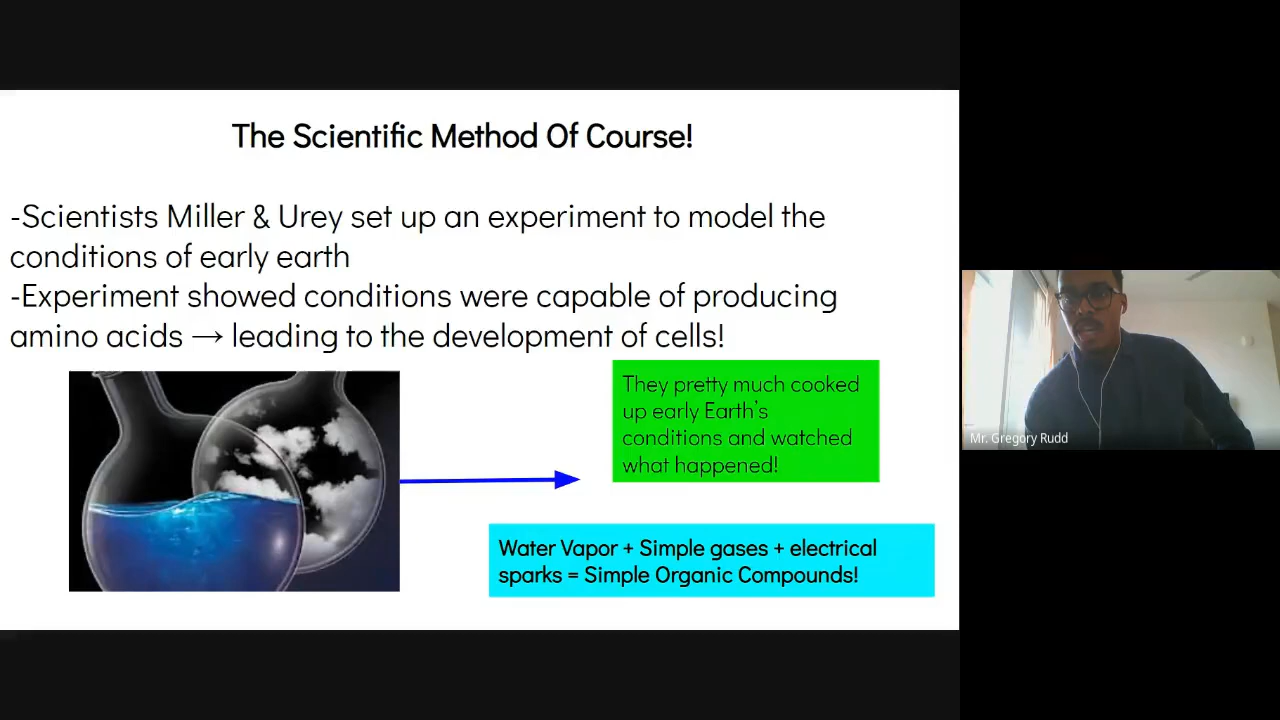 The Scientific Method Of Course!
-Scientists Miller & Urey set up an experiment to model the
conditions of early earth
-Experiment showed conditions were capable of producing
amino acids → leading to the development of cells!
They pretty much cooked
up early Earth's
conditions and watched
what happened!
Water Vapor + Simple gases + electrical
sparks = Simple Organic Compounds!
Mr. Gregory Rudd